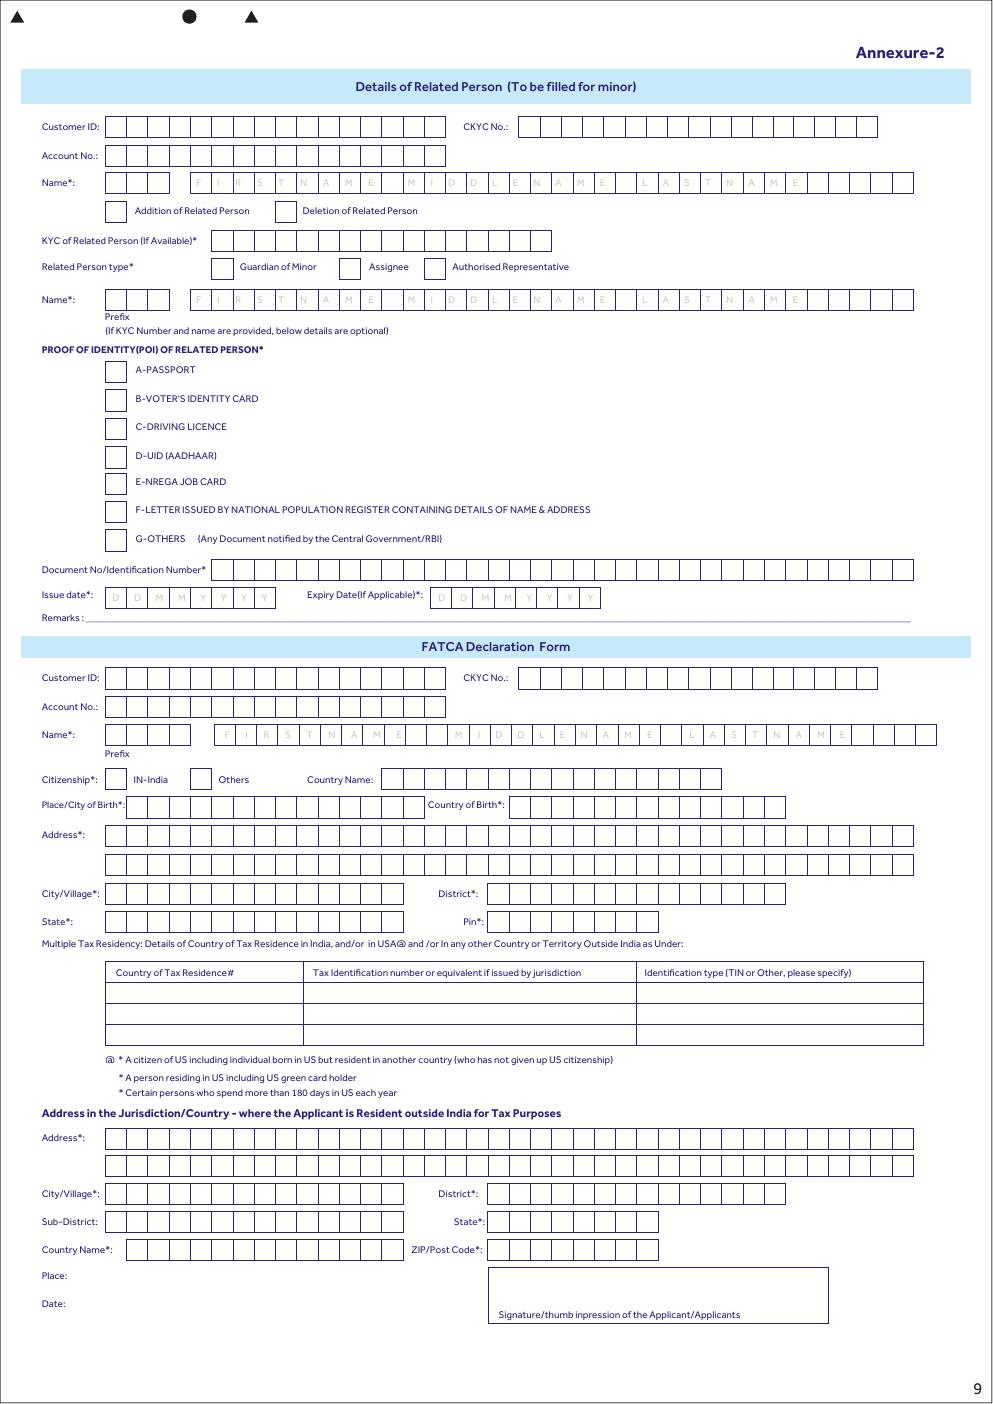 Annexure-2
Details of Related Person (To be filled for minor)
Customer ID: CKYC No.:
Account No.:
Name*: F I R S T N A M E M I D D L E N A M E L A S T N A M E
Addition of Related Person Deletion of Related Person
KYC of Related Person (If Available)*
Related Person type* Guardian of Minor Assignee Authorised Representative
Name*: F I R S T N A M E M I D D L E N A M E L A S T N A M E
Prefix
(If KYC Number and name are provided, below details are optional)
PROOF OF IDENTITY(POI) OF RELATED PERSON*
A-PASSPORT
B-VOTER'S IDENTITY CARD
C-DRIVING LICENCE
D-UID (AADHAAR)
E-NREGA JOB CARD
F-LETTER ISSUED BY NATIONAL POPULATION REGISTER CONTAINING DETAILS OF NAME & ADDRESS
G-OTHERS (Any Document notified by the Central Government/RBI)
Document No/Identification Number*
Issue date*: D D M M Y Y Y Y Expiry Date(If Applicable)*: D D M M Y Y Y Y
Remarks :
FATCA Declaration Form
Customer ID: CKYC No.:
Account No.:
Name*: F I R S T N A M E M I D D L E N A M E L A S T N A M E
Prefix
Citizenship*: IN-India Others Country Name:
Place/City of Birth*: Country of Birth*:
Address*:
City/Village*: District*:
State*: Pin*:
Multiple Tax Residency: Details of Country of Tax Residence in India, and/or in USA@ and /or In any other Country or Territory Outside India as Under:
Country of Tax Residence# Tax Identification number or equivalent if issued by jurisdiction Identification type (TIN or Other, please specify)
@ * A citizen of US including individual born in US but resident in another country (who has not given up US citizenship)
* A person residing in US including US green card holder
* Certain persons who spend more than 180 days in US each year
Address in the Jurisdiction/Country - where the Applicant is Resident outside India for Tax Purposes
Address*:
City/Village*: District*:
Sub-District: State*:
Country Name*: ZIP/Post Code*:
Place:
Date:
Signature/thumb inpression of the Applicant/Applicants
9